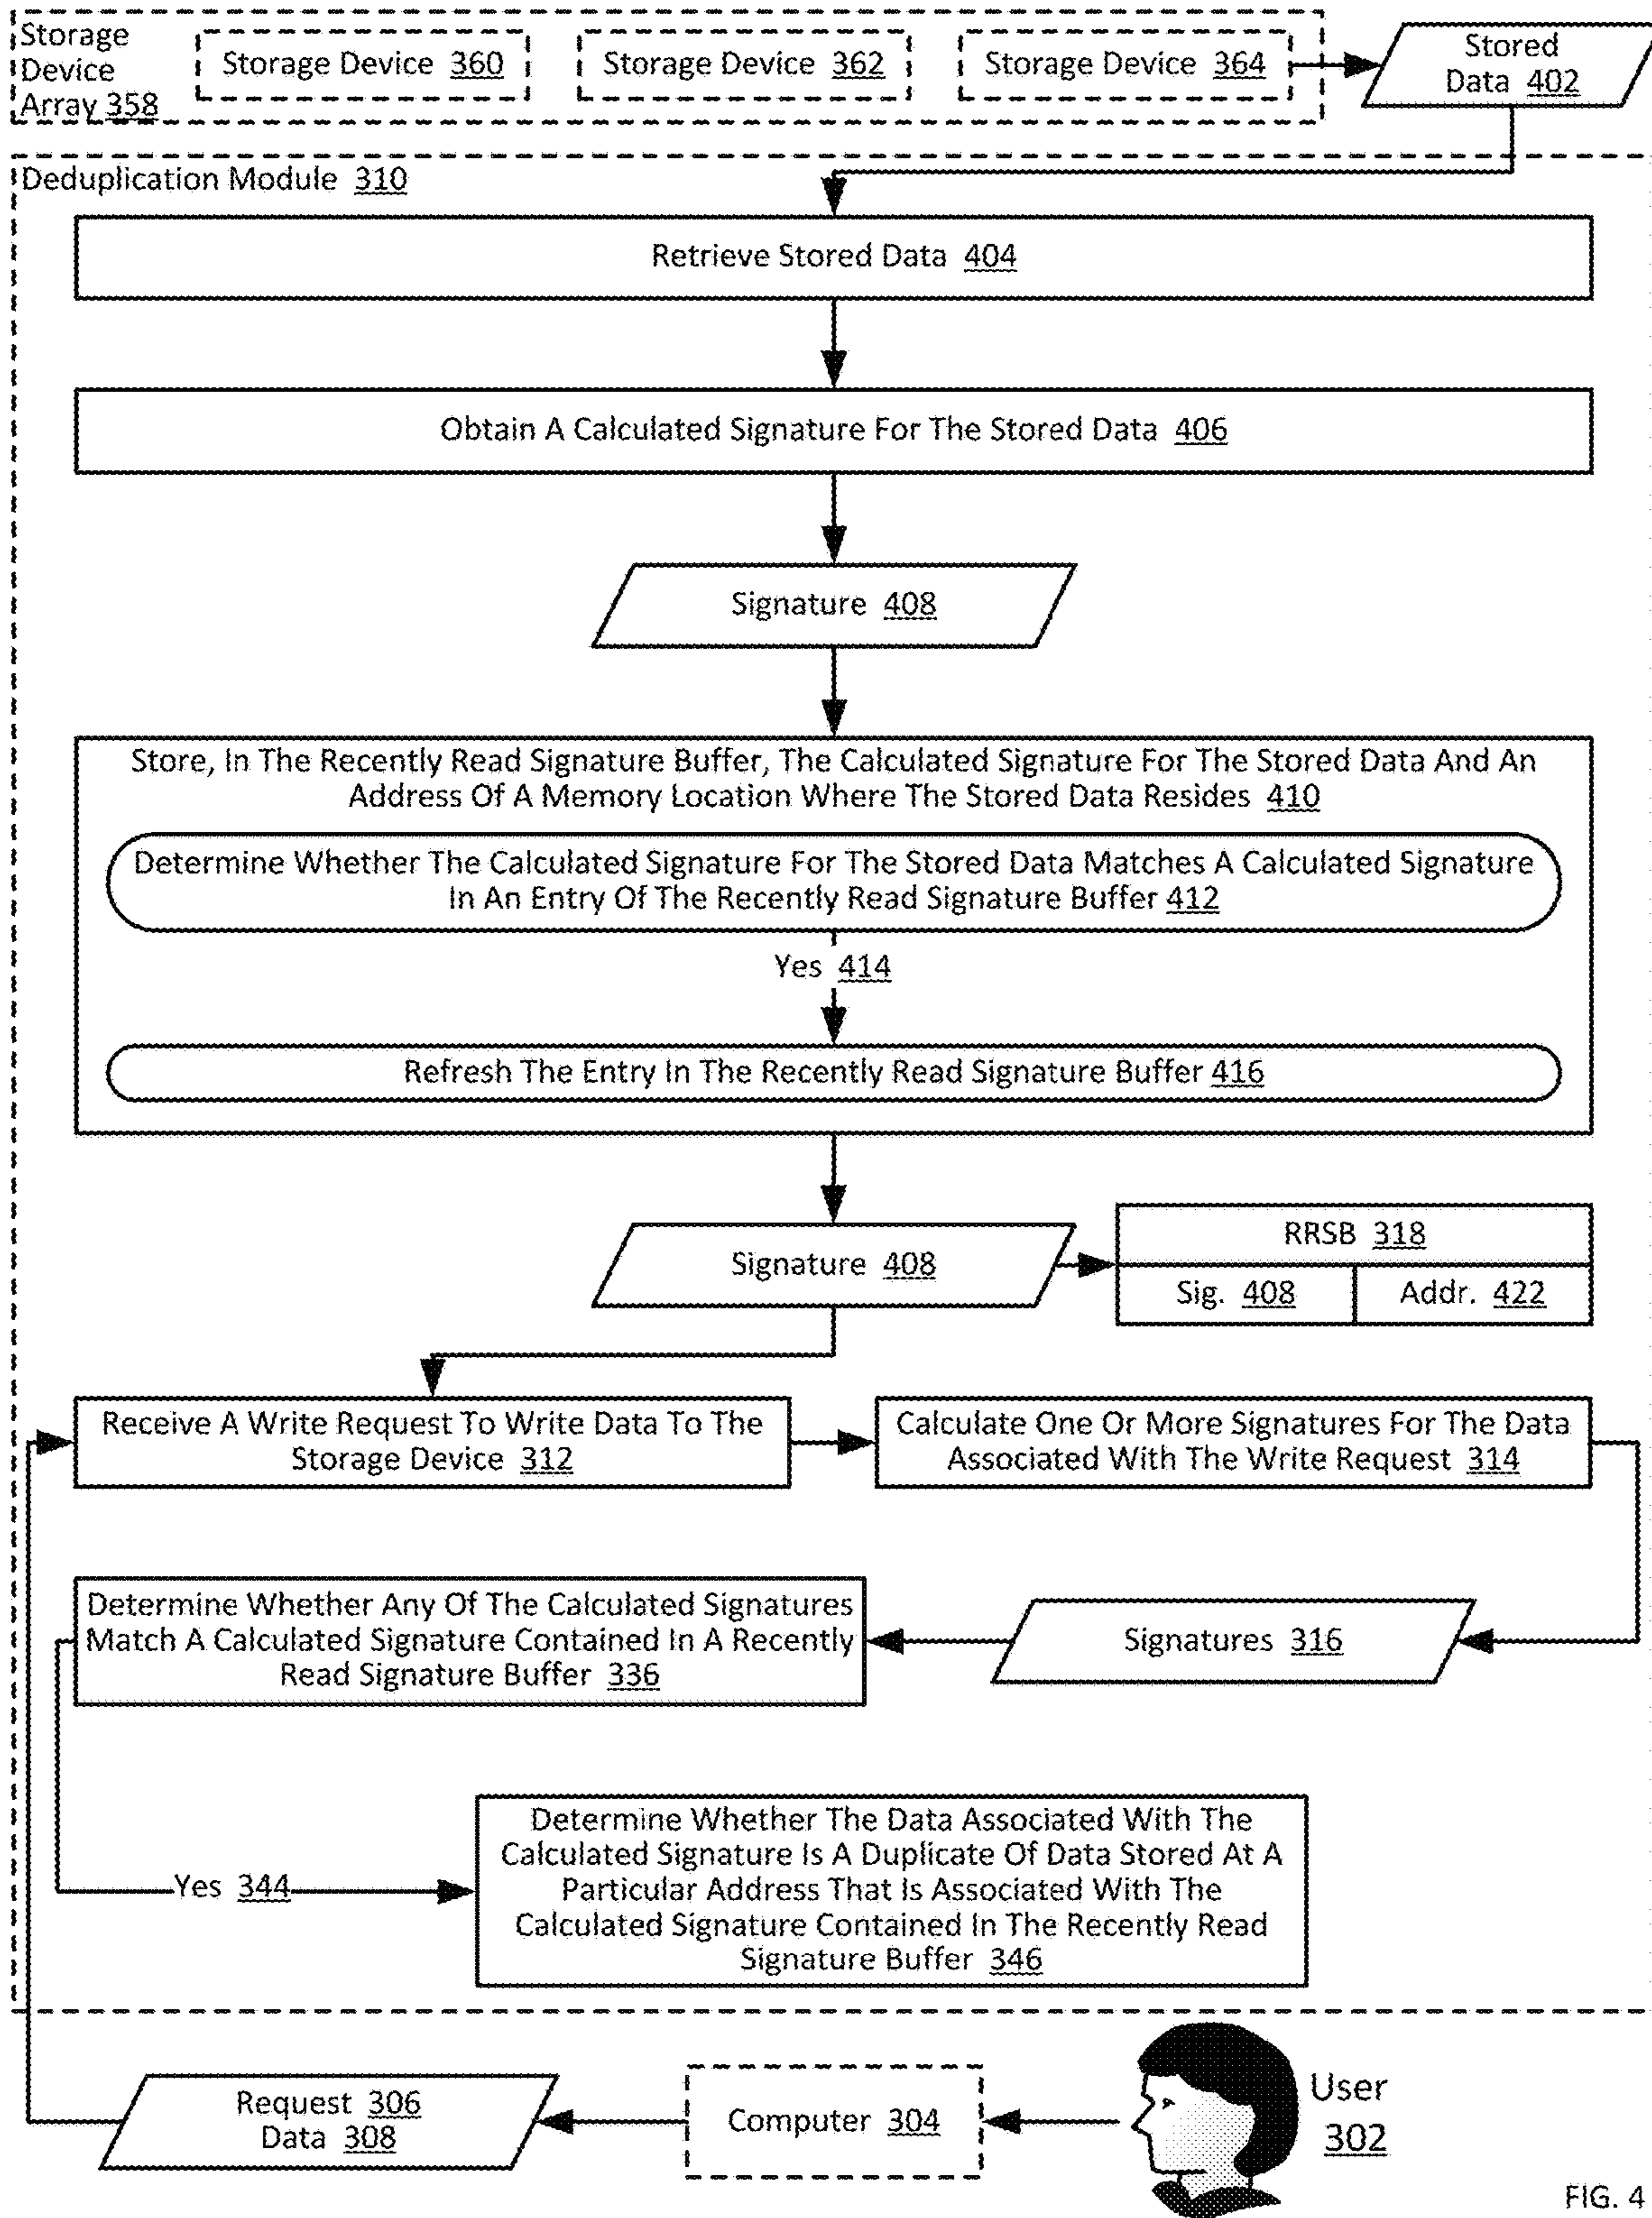 Storage
Device
Array 358
Storage Device 360
Storage Device 362
Storage Device 364
Stored
Data 402
Deduplication Module 310
Retrieve Stored Data 404
Obtain A Calculated Signature For The Stored Data 406
Signature 408
Store, In The Recently Read Signature Buffer, The Calculated Signature For The Stored Data And An
Address Of A Memory Location Where The Stored Data Resides 410
Determine Whether The Calculated Signature For The Stored Data Matches A Calculated Signature
In An Entry Of The Recently Read Signature Buffer 412
Yes 414
Refresh The Entry In The Recently Read Signature Buffer 416
Signature 408
RRSB 318
Sig. 408
Addr. 422
Receive A Write Request To Write Data To The
Storage Device 312
Calculate One Or More Signatures For The Data
Associated With The Write Request 314
Determine Whether Any Of The Calculated Signatures
Match A Calculated Signature Contained In A Recently
Read Signature Buffer 336
Signatures 316
Yes 344
Determine Whether The Data Associated With The
Calculated Signature Is A Duplicate Of Data Stored At A
Particular Address That Is Associated With The
Calculated Signature Contained In The Recently Read
Signature Buffer 346
Request 306
Data 308
Computer 304
User
302
FIG. 4